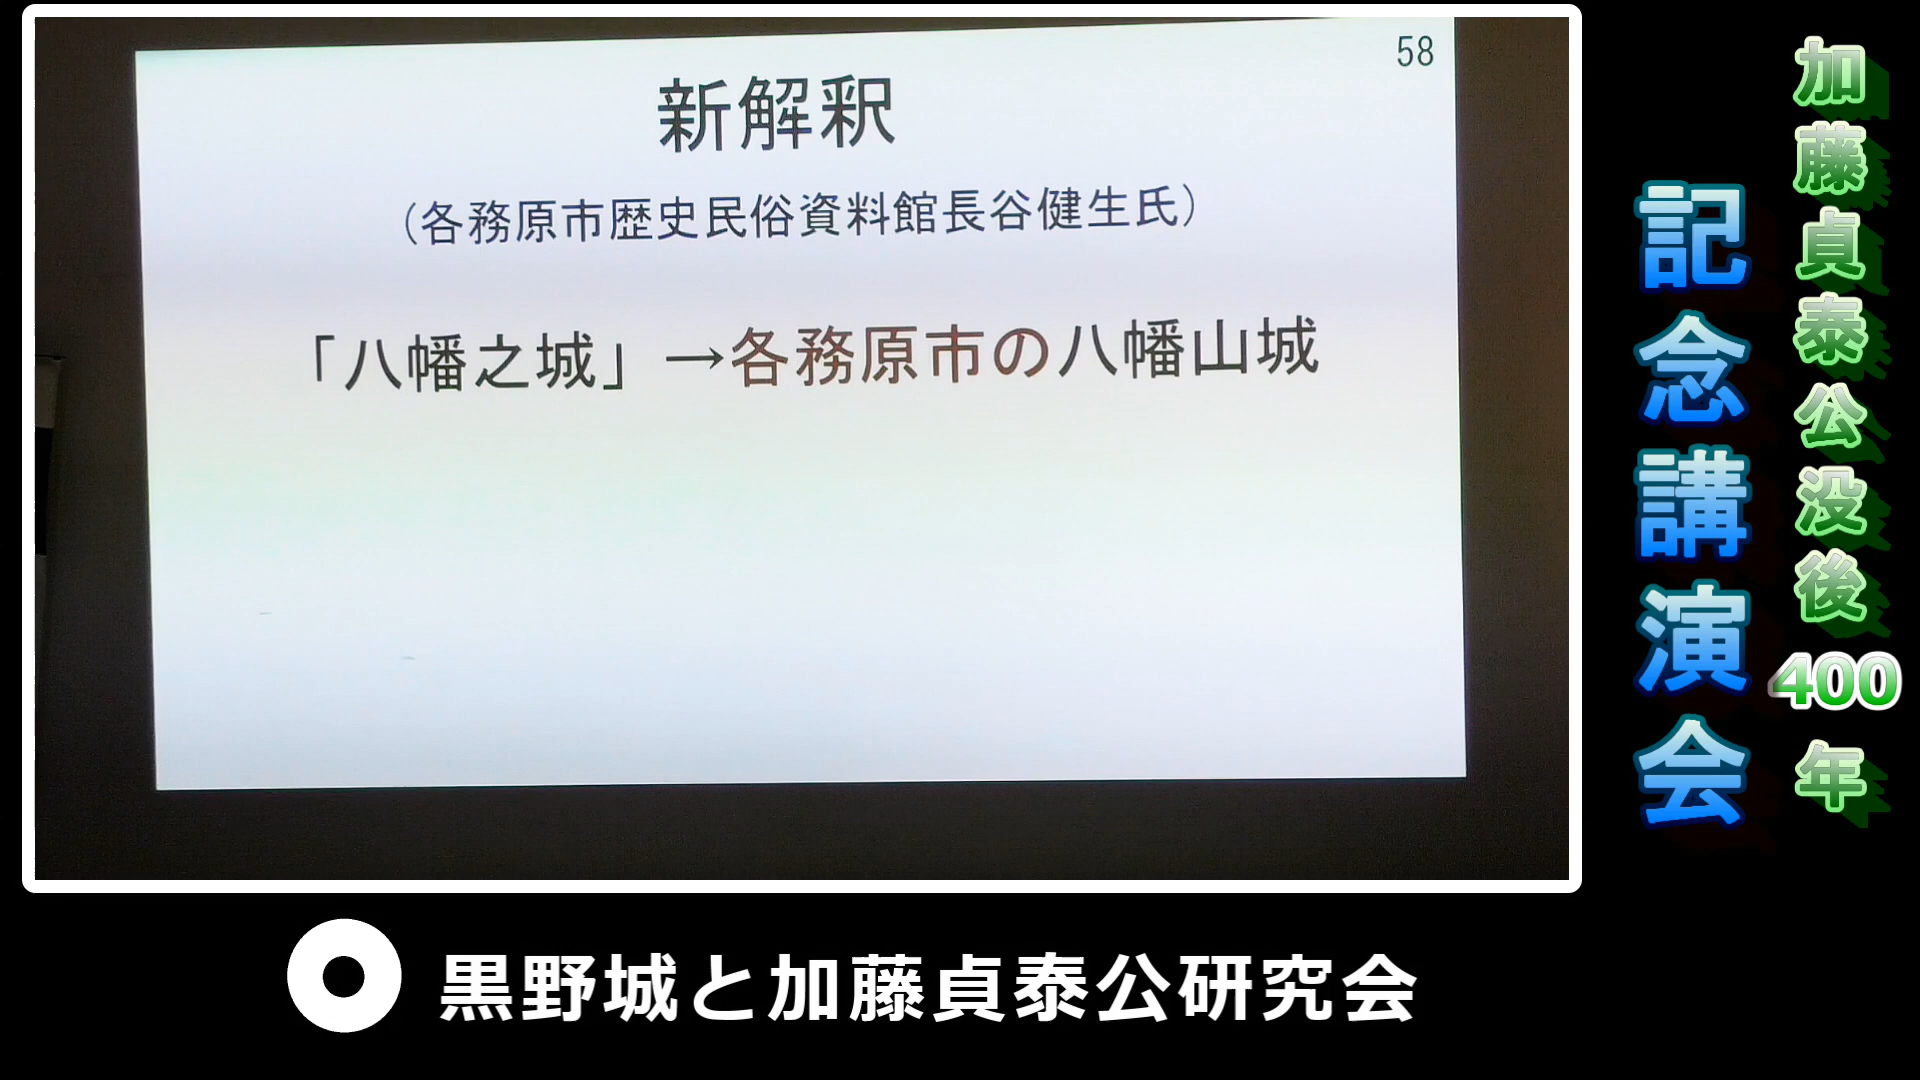 58
新解釈
（各務原市歴史民俗資料館長谷健生氏）
「八幡之城」→各務原市の八幡山城
加藤貞泰公没後400年
記念講演会
黒野城と加藤貞泰公研究会